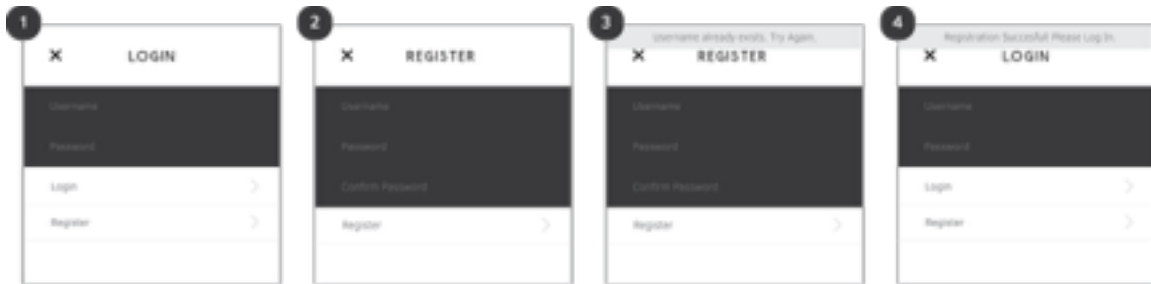 1
LOGIN
Username
Password
Login
Register
2
REGISTER
Username
Password
Confirm Password
Register
3
Username already exists. Try Again.
REGISTER
Username
Password
Confirm Password
Register
4
Registration Succesful! Please Log In.
LOGIN
Username
Password
Login
Register